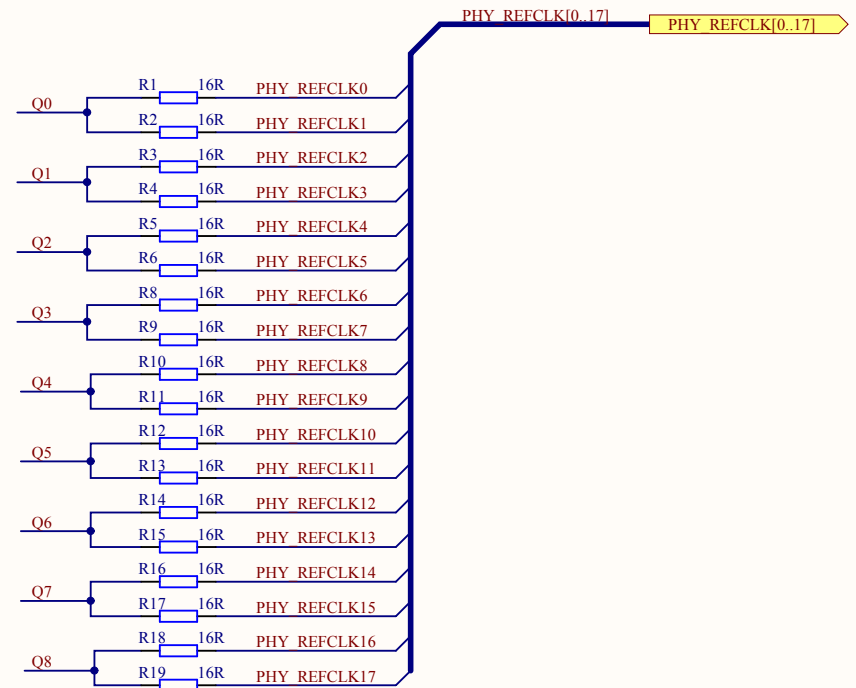 PHY_REFCLK[0..17] PHY_REFCLK[0..17]
R1 16R PHY_REFCLK0
Q0
R2 16R PHY_REFCLK1
R3 16R PHY_REFCLK2
Q1
R4 16R PHY_REFCLK3
R5 16R PHY_REFCLK4
Q2
R6 16R PHY_REFCLK5
R8 16R PHY_REFCLK6
Q3
R9 16R PHY_REFCLK7
R10 16R PHY_REFCLK8
Q4
R11 16R PHY_REFCLK9
R12 16R PHY_REFCLK10
Q5
R13 16R PHY_REFCLK11
R14 16R PHY_REFCLK12
Q6
R15 16R PHY_REFCLK13
R16 16R PHY_REFCLK14
Q7
R17 16R PHY_REFCLK15
R18 16R PHY_REFCLK16
Q8
R19 16R PHY_REFCLK17